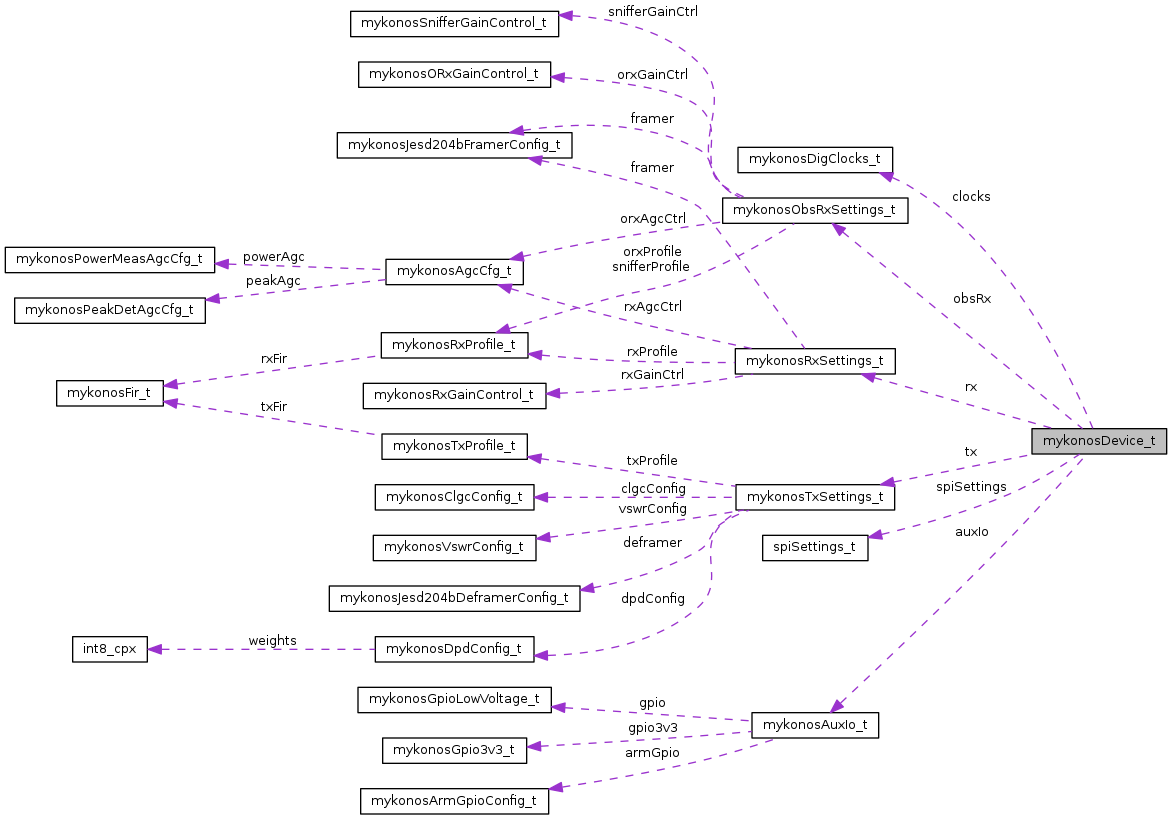 snifferGainCtrl
mykonosSnifferGainControl_t
orxGainCtrl
mykonosORxGainControl_t
framer
mykonosJesd204bFramerConfig_t
mykonosDigClocks_t
framer
clocks
mykonosObsRxSettings_t
orxAgcCtrl
mykonosPowerMeasAgcCfg_t
powerAgc
orxProfile
snifferProfile
mykonosAgcCfg_t
peakAgc
obsRx
mykonosPeakDetAgcCfg_t
rxAgcCtrl
mykonosRxProfile_t
rxProfile
rxFir
mykonosRxSettings_t
rxGainCtrl
rx
mykonosFir_t
mykonosRxGainControl_t
txFir
mykonosDevice_t
mykonosTxProfile_t
tx
txProfile
spiSettings
clgcConfig
mykonosClgcConfig_t
mykonosTxSettings_t
vswrConfig
auxIo
deframer
mykonosVswrConfig_t
spiSettings_t
mykonosJesd204bDeframerConfig_t
dpdConfig
weights
int8_cpx
mykonosDpdConfig_t
mykonosGpioLowVoltage_t
gpio
mykonosAuxIo_t
gpio3v3
mykonosGpio3v3_t
armGpio
mykonosArmGpioConfig_t